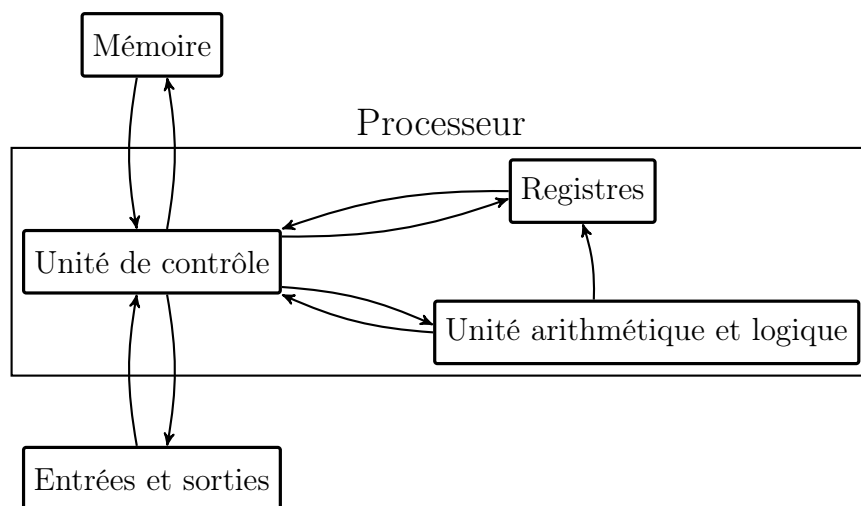 Mémoire
Processeur
Registres
Unité de contrôle
Unité arithmétique et logique
Entrées et sorties